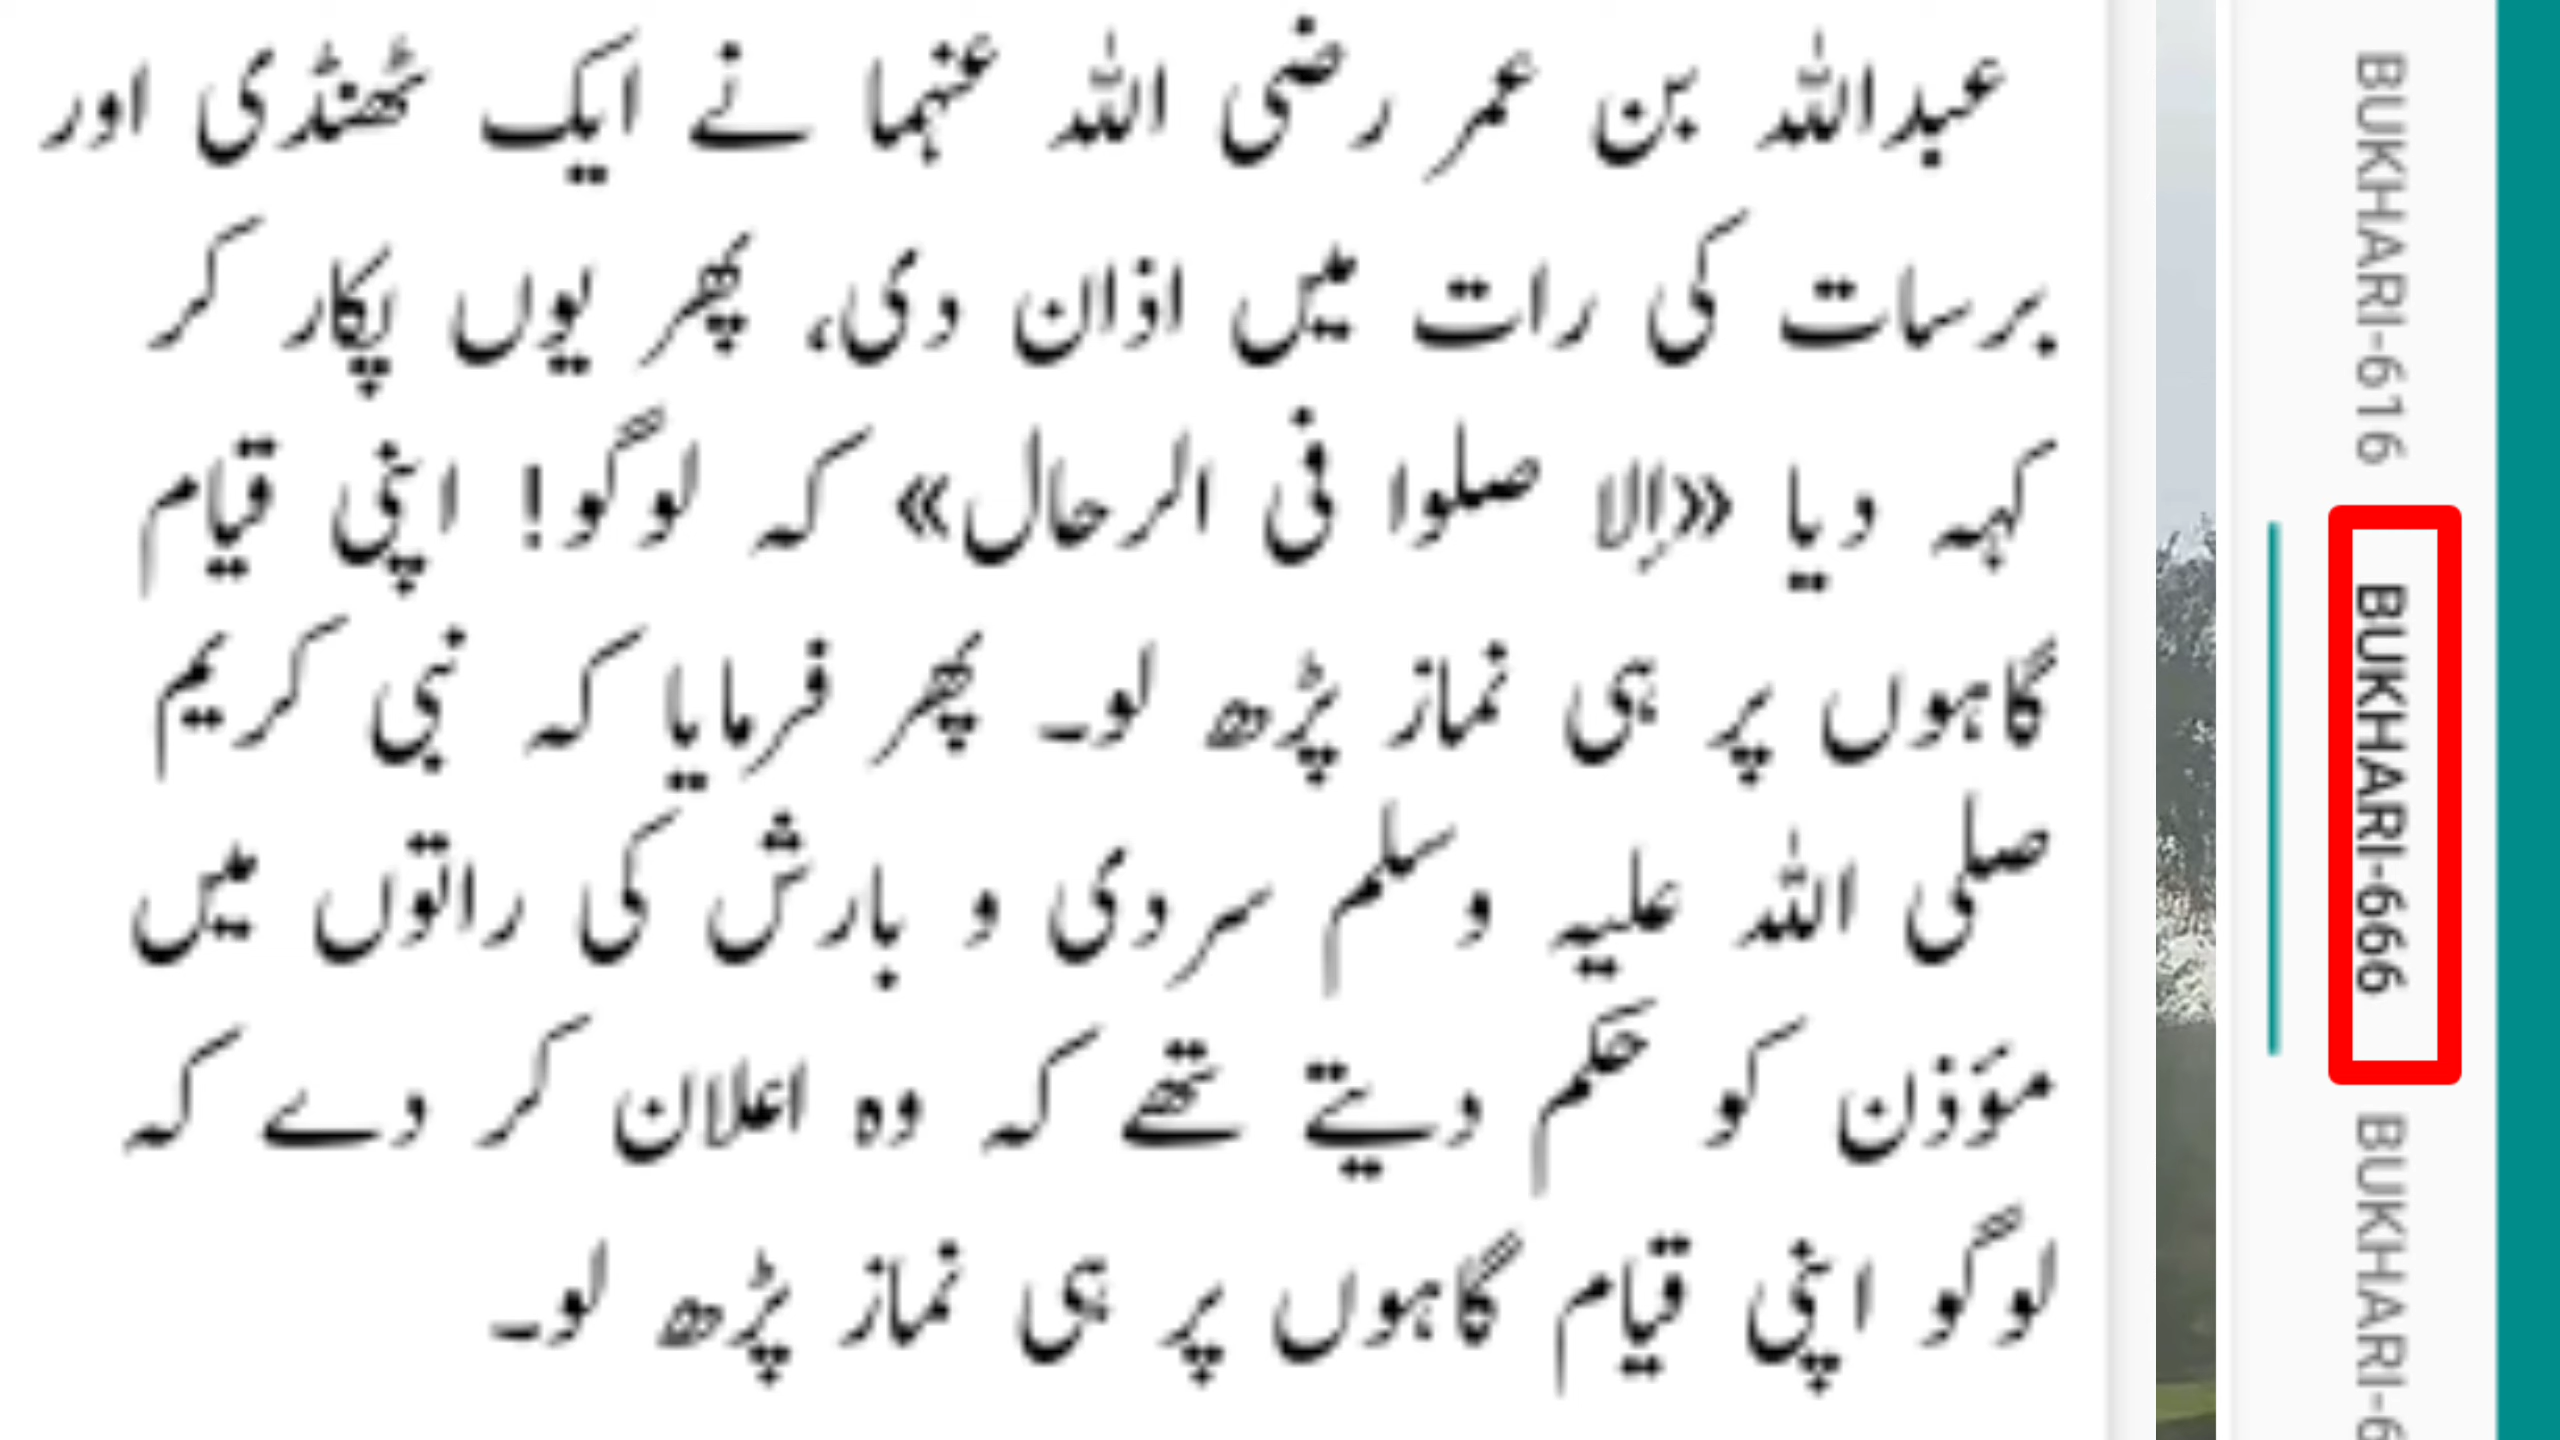 عبداللہ بن عمر رضی اللہ عنہما نے ایک ٹھنڈی اور
برسات کی رات میں اذان دی، پھر یوں پکار کر
کہہ دیا «إلا صلوا فی الرحال» کہ لوگو! اپنی قیام
گاہوں پر ہی نماز پڑھ لو۔ پھر فرمایا کہ نبی کریم
صلی اللہ علیہ وسلم سردی و بارش کی راتوں میں
مؤذن کو حکم دیتے تھے کہ وہ اعلان کر دے کہ
لوگو اپنی قیام گاہوں پر ہی نماز پڑھ لو۔
BUKHARI-616
BUKHARI-666
BUKHARI-6